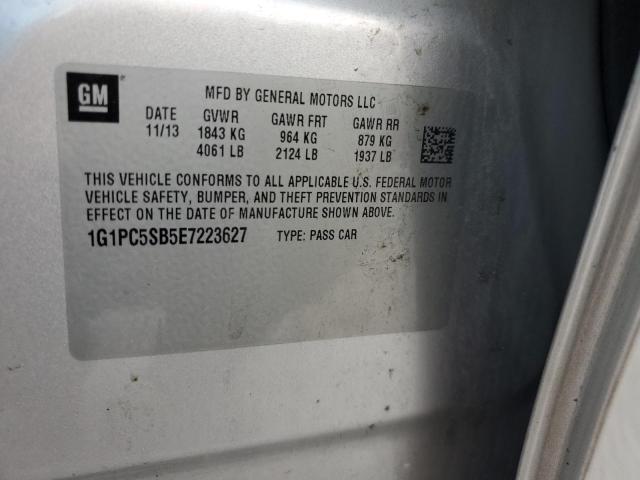 GM
MFD BY GENERAL MOTORS LLC
DATE GVWR GAWR FRT GAWR RR
11/13 1843 KG 964 KG 879 KG
4061 LB 2124 LB 1937 LB
THIS VEHICLE CONFORMS TO ALL APPLICABLE U.S. FEDERAL MOTOR
VEHICLE SAFETY, BUMPER, AND THEFT PREVENTION STANDARDS IN
EFFECT ON THE DATE OF MANUFACTURE SHOWN ABOVE.
1G1PC5SB5E7223627 TYPE: PASS CAR